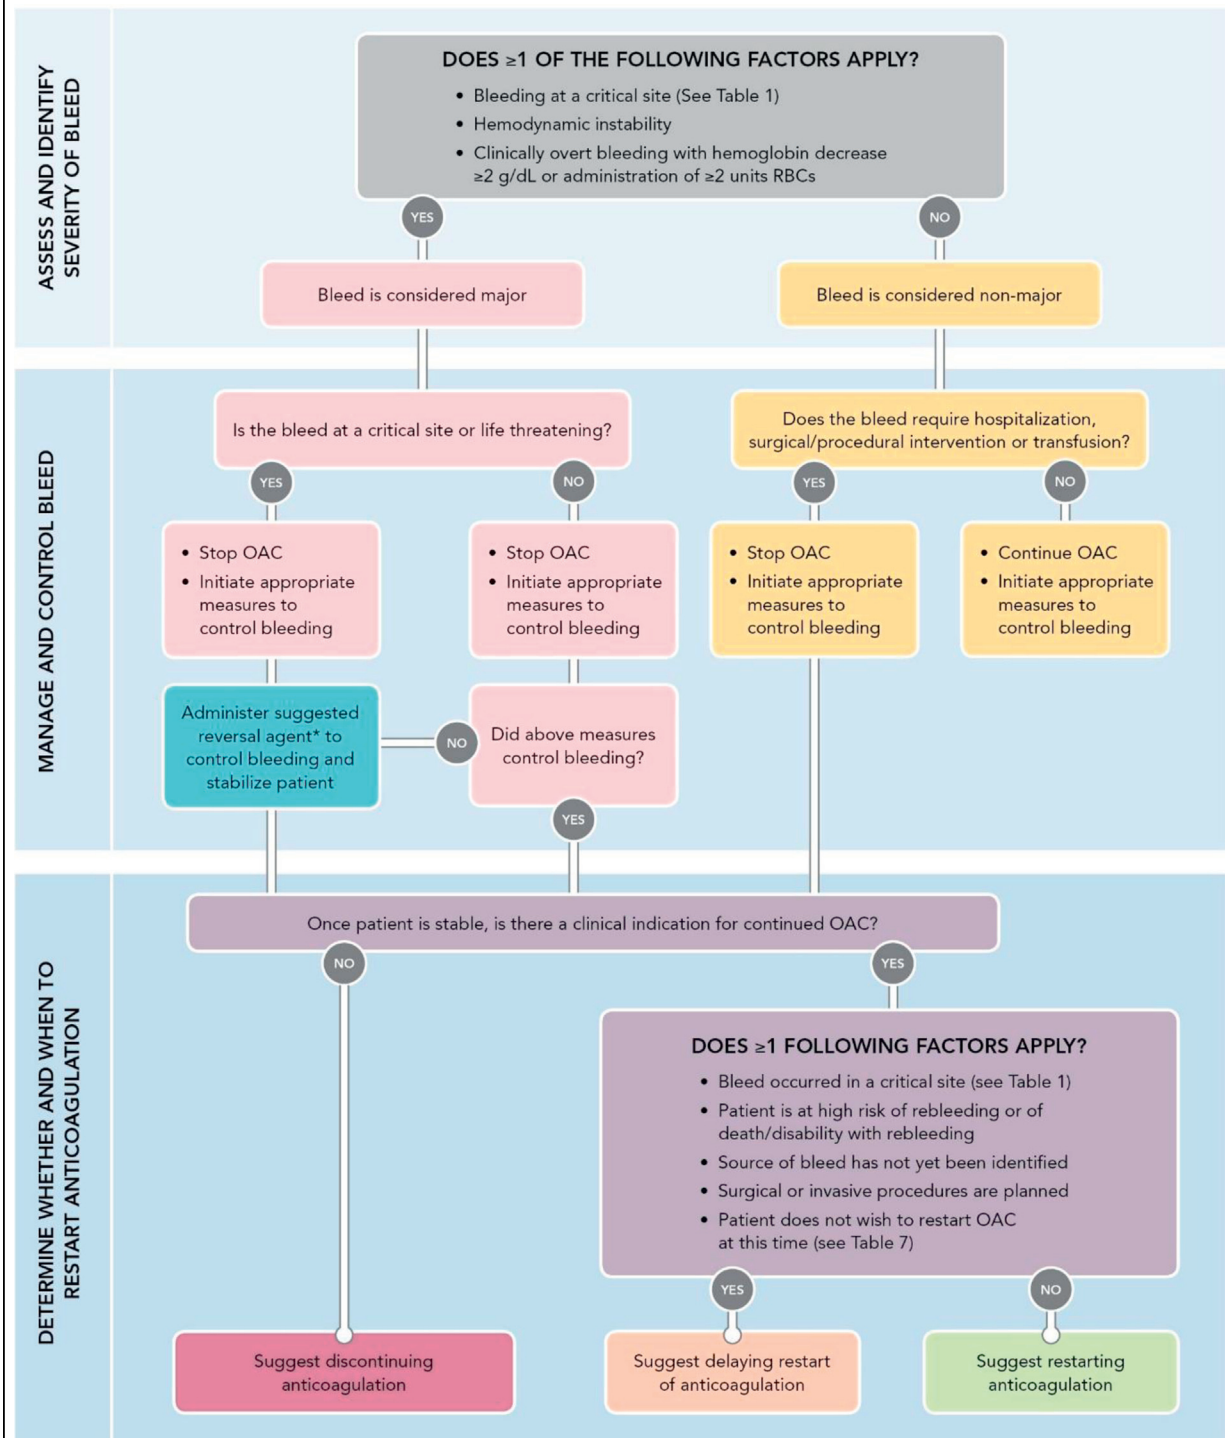 ASSESS AND IDENTIFY
SEVERITY OF BLEED
DOES ≥1 OF THE FOLLOWING FACTORS APPLY?
• Bleeding at a critical site (See Table 1)
• Hemodynamic instability
• Clinically overt bleeding with hemoglobin decrease
≥2 g/dL or administration of ≥2 units RBCs
YES
NO
Bleed is considered major
Bleed is considered non-major
MANAGE AND CONTROL BLEED
Is the bleed at a critical site or life threatening?
Does the bleed require hospitalization,
surgical/procedural intervention or transfusion?
YES
NO
YES
NO
• Stop OAC
• Initiate appropriate
measures to
control bleeding
• Stop OAC
• Initiate appropriate
measures to
control bleeding
• Stop OAC
• Initiate appropriate
measures to
control bleeding
• Continue OAC
• Initiate appropriate
measures to
control bleeding
Administer suggested
reversal agent* to
control bleeding and
stabilize patient
NO
Did above measures
control bleeding?
YES
DETERMINE WHETHER AND WHEN TO
RESTART ANTICOAGULATION
Once patient is stable, is there a clinical indication for continued OAC?
NO
YES
DOES ≥1 FOLLOWING FACTORS APPLY?
• Bleed occurred in a critical site (see Table 1)
• Patient is at high risk of rebleeding or of
death/disability with rebleeding
• Source of bleed has not yet been identified
• Surgical or invasive procedures are planned
• Patient does not wish to restart OAC
at this time (see Table 7)
YES
NO
Suggest discontinuing
anticoagulation
Suggest delaying restart
of anticoagulation
Suggest restarting
anticoagulation